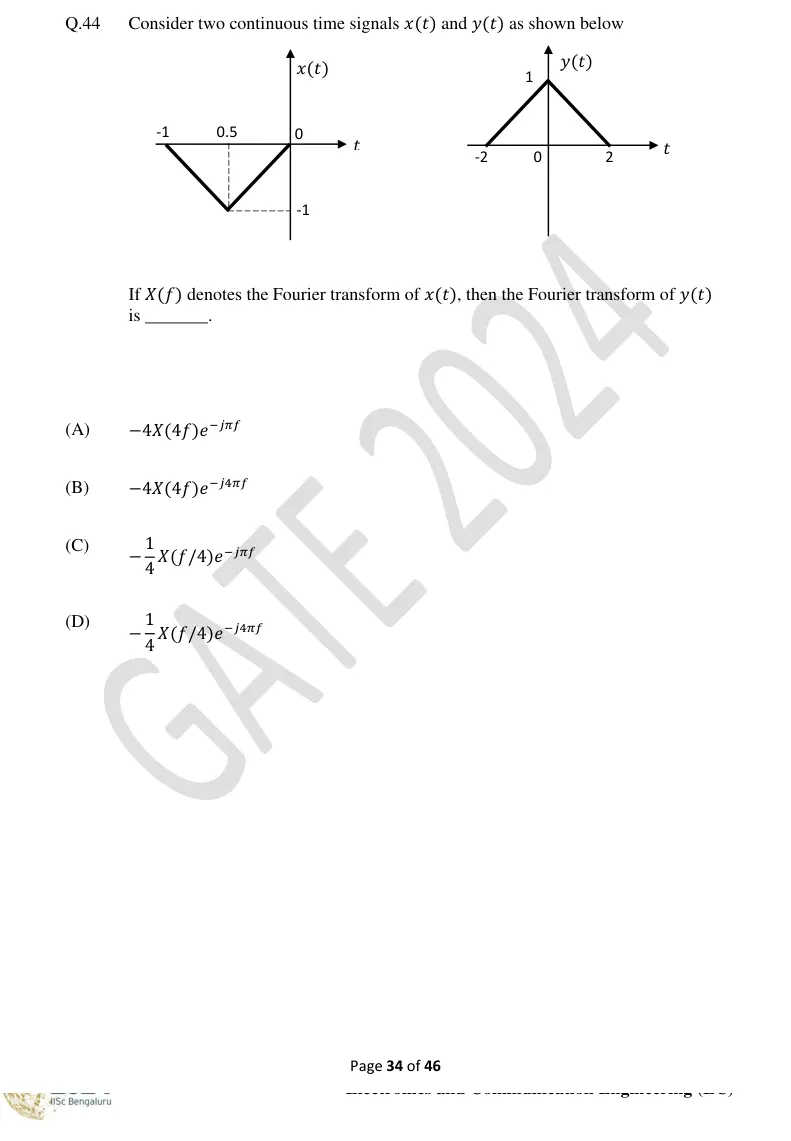 Q.44 Consider two continuous time signals 𝑥(𝑡) and 𝑦(𝑡) as shown below
𝑥(𝑡)
-1 0.5 0
𝑡
-1
𝑦(𝑡)
1
-2 0 2
𝑡
If 𝑋(𝑓) denotes the Fourier transform of 𝑥(𝑡), then the Fourier transform of 𝑦(𝑡)
is _______.
(A) −4𝑋(4𝑓)𝑒^{−𝑗𝜋𝑓}
(B) −4𝑋(4𝑓)𝑒^{−𝑗4𝜋𝑓}
(C) −1/4 𝑋(𝑓/4)𝑒^{−𝑗𝜋𝑓}
(D) −1/4 𝑋(𝑓/4)𝑒^{−𝑗4𝜋𝑓}
GATE 2024
Page 34 of 46
IISc Bengaluru